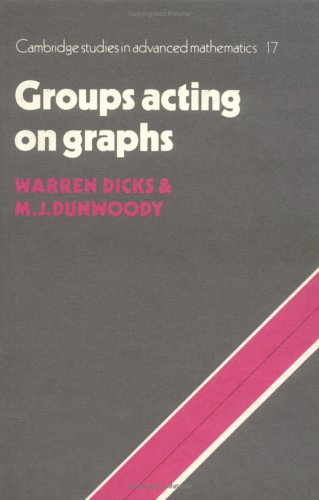 Cambridge studies in advanced mathematics 17
Groups acting
on graphs
WARREN DICKS &
M.J.DUNWOODY